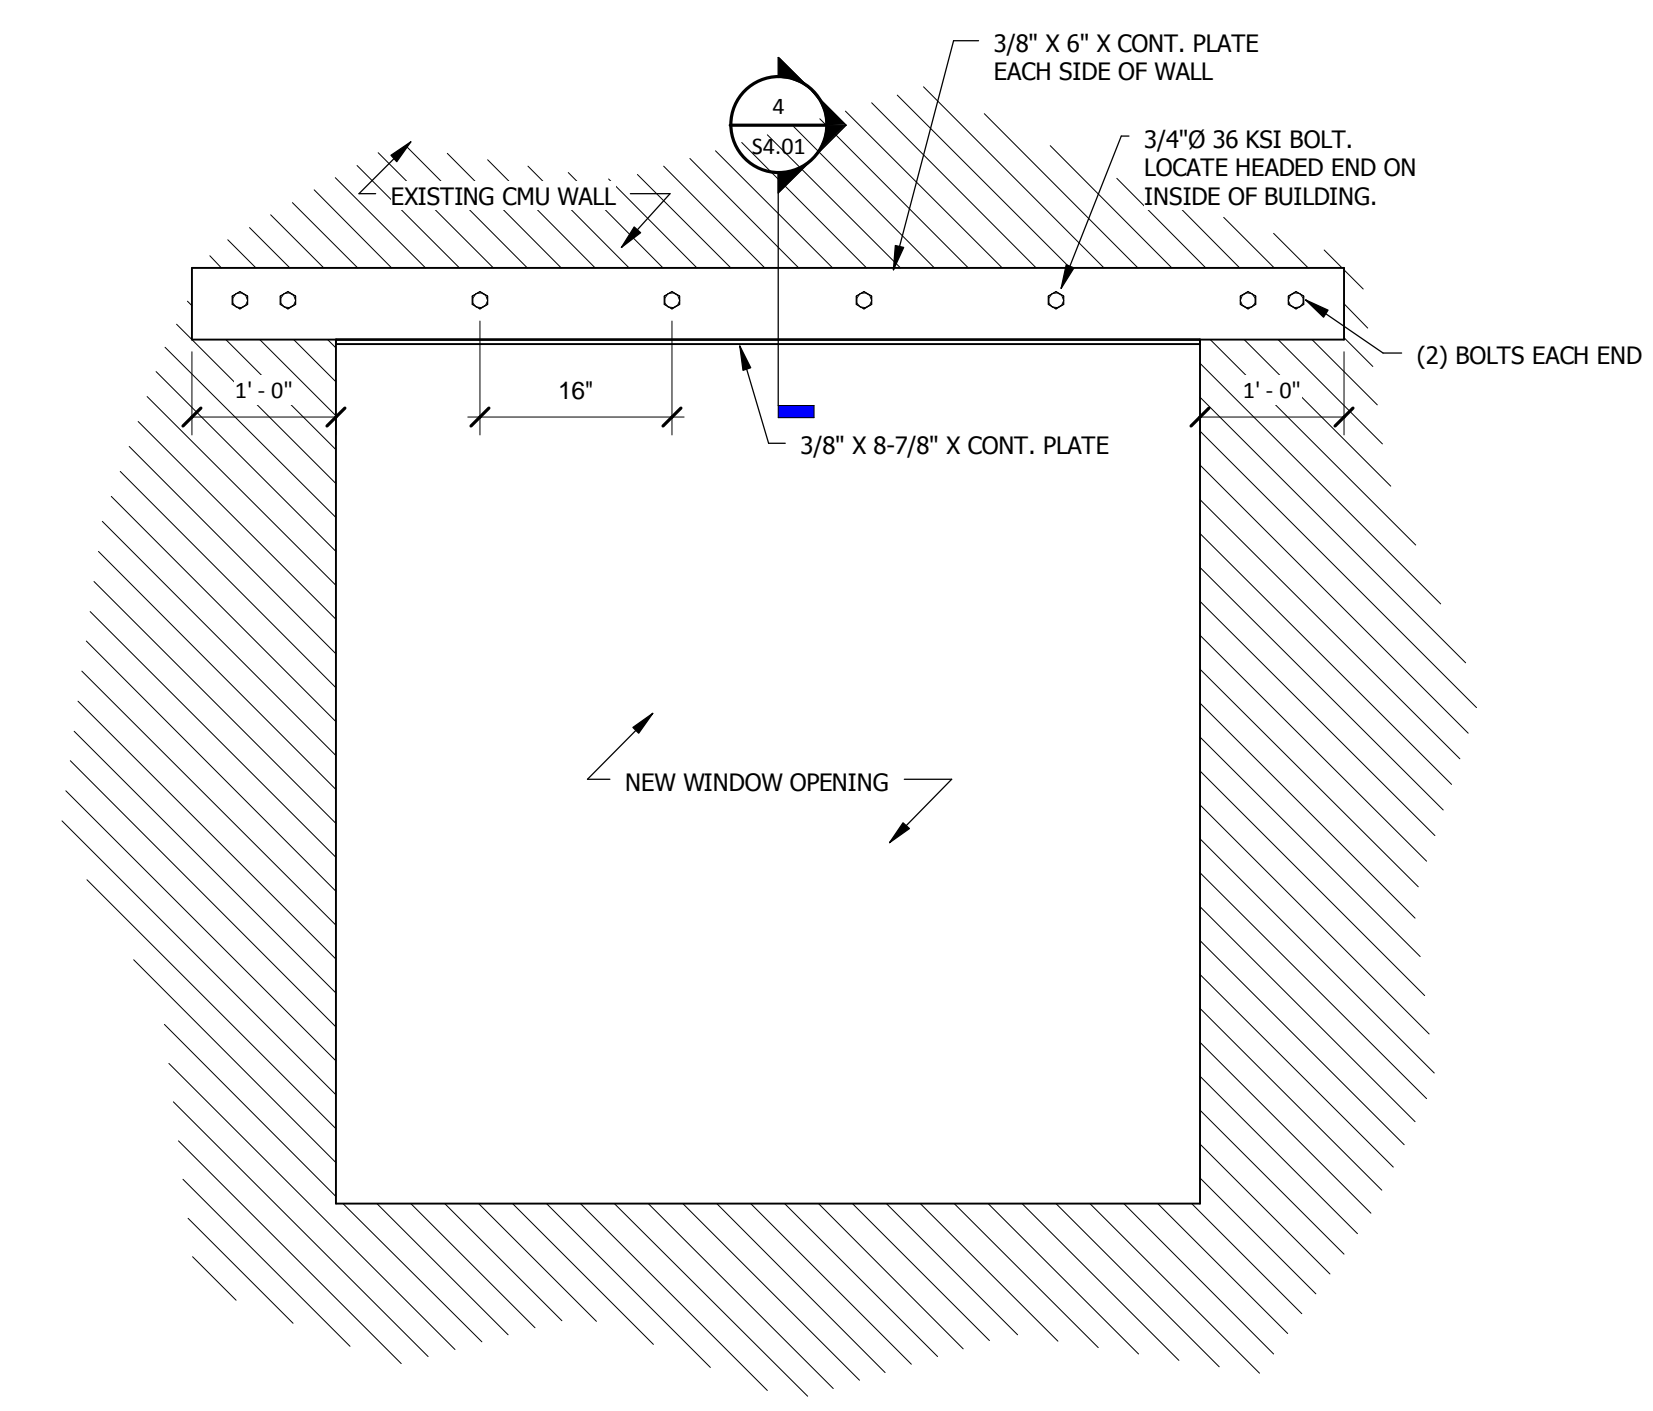 3/8" X 6" X CONT. PLATE
EACH SIDE OF WALL
4
S4.01
3/4"Ø 36 KSI BOLT.
LOCATE HEADED END ON
INSIDE OF BUILDING.
EXISTING CMU WALL
(2) BOLTS EACH END
1' - 0"
16"
1' - 0"
3/8" X 8-7/8" X CONT. PLATE
NEW WINDOW OPENING